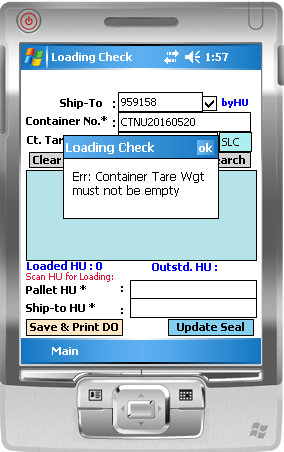 Loading Check 1:57
Ship-To : 959158 byHU
Container No.* : CTNU20160520
Ct. Tar SLC
Loading Check ok
Clear
Err: Container Tare Wgt
must not be empty
Loaded HU : 0 Outstd. HU :
Scan HU for Loading:
Pallet HU * :
Ship-to HU * :
Save & Print DO Update Seal
Main